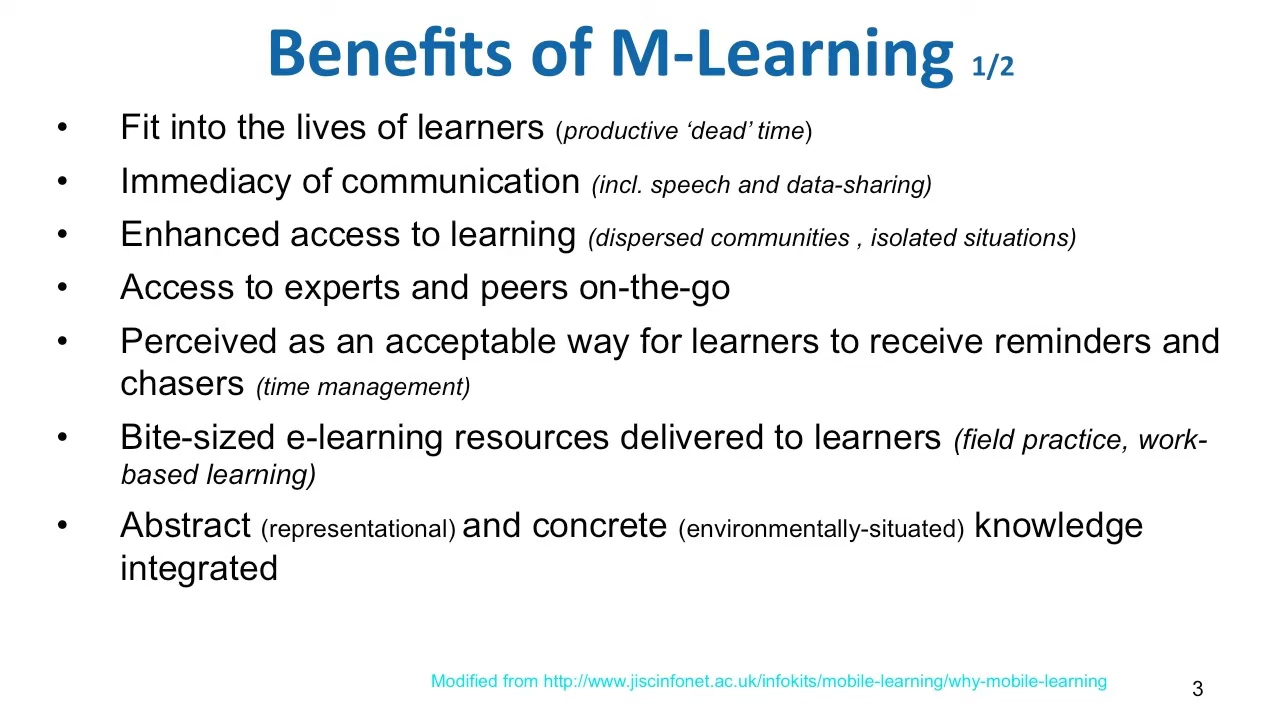 Benefits of M-Learning 1/2
• Fit into the lives of learners (productive ‘dead’ time)
• Immediacy of communication (incl. speech and data-sharing)
• Enhanced access to learning (dispersed communities , isolated situations)
• Access to experts and peers on-the-go
• Perceived as an acceptable way for learners to receive reminders and
chasers (time management)
• Bite-sized e-learning resources delivered to learners (field practice, work-
based learning)
• Abstract (representational) and concrete (environmentally-situated) knowledge
integrated
Modified from http://www.jiscinfonet.ac.uk/infokits/mobile-learning/why-mobile-learning
3